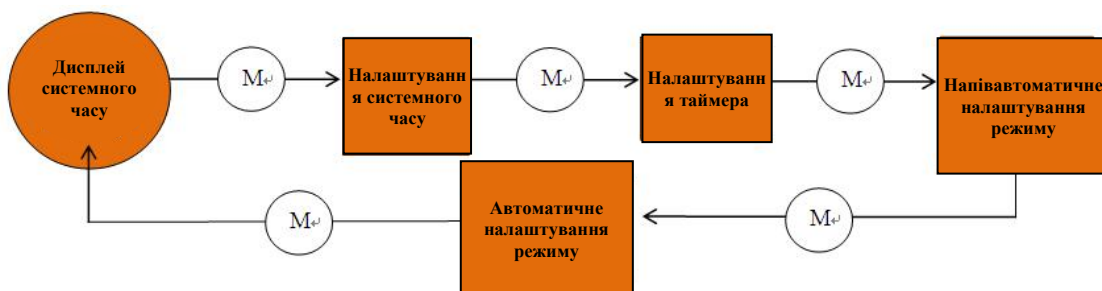 Дисплей
системного
часу
М↵
Налаштуванн
я системного
часу
М↵
Налаштуванн
я таймера
М↵
Напівавтоматичне
налаштування
режиму
М↵
Автоматичне
налаштування
режиму
М↵